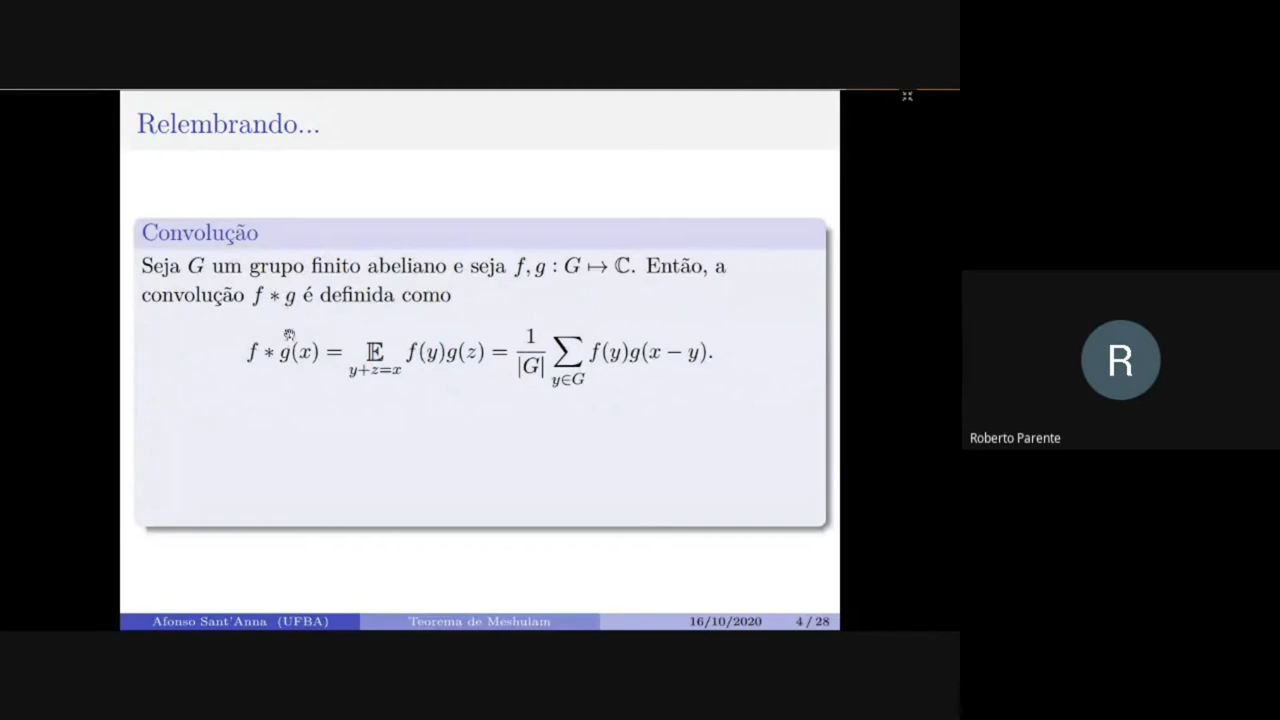 Relembrando...
Convolução
Seja G um grupo finito abeliano e seja f, g : G ↦ ℂ. Então, a
convolução f ∗ g é definida como
f ∗ g(x) = 𝔼_{y+z=x} f(y)g(z) = \frac{1}{|G|} ∑_{y∈G} f(y)g(x − y).
Afonso Sant'Anna (UFBA) Teorema de Meshulam 16/10/2020 4 / 28
R
Roberto Parente